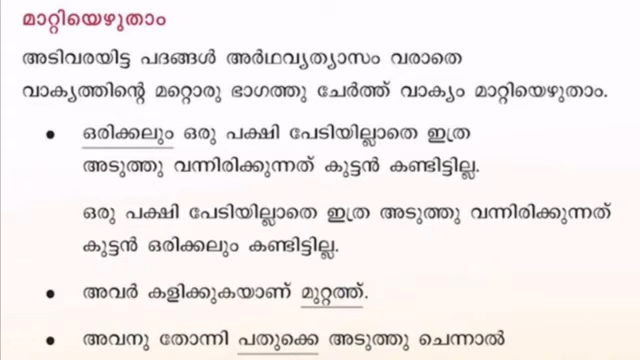 മാറ്റിയെഴുതാം
അടിവരയിട്ട പദങ്ങൾ അർഥവ്യത്യാസം വരാതെ
വാക്യത്തിന്റെ മറ്റൊരു ഭാഗത്തു ചേർത്ത് വാക്യം മാറ്റിയെഴുതാം.
• ഒരിക്കലും ഒരു പക്ഷി പേടിയില്ലാതെ ഇത്ര
അടുത്തു വന്നിരിക്കുന്നത് കുട്ടൻ കണ്ടിട്ടില്ല.
ഒരു പക്ഷി പേടിയില്ലാതെ ഇത്ര അടുത്തു വന്നിരിക്കുന്നത്
കുട്ടൻ ഒരിക്കലും കണ്ടിട്ടില്ല.
• അവർ കളിക്കുകയാണ് മുറ്റത്ത്.
• അവനു തോന്നി പതുക്കെ അടുത്തു ചെന്നാൽ